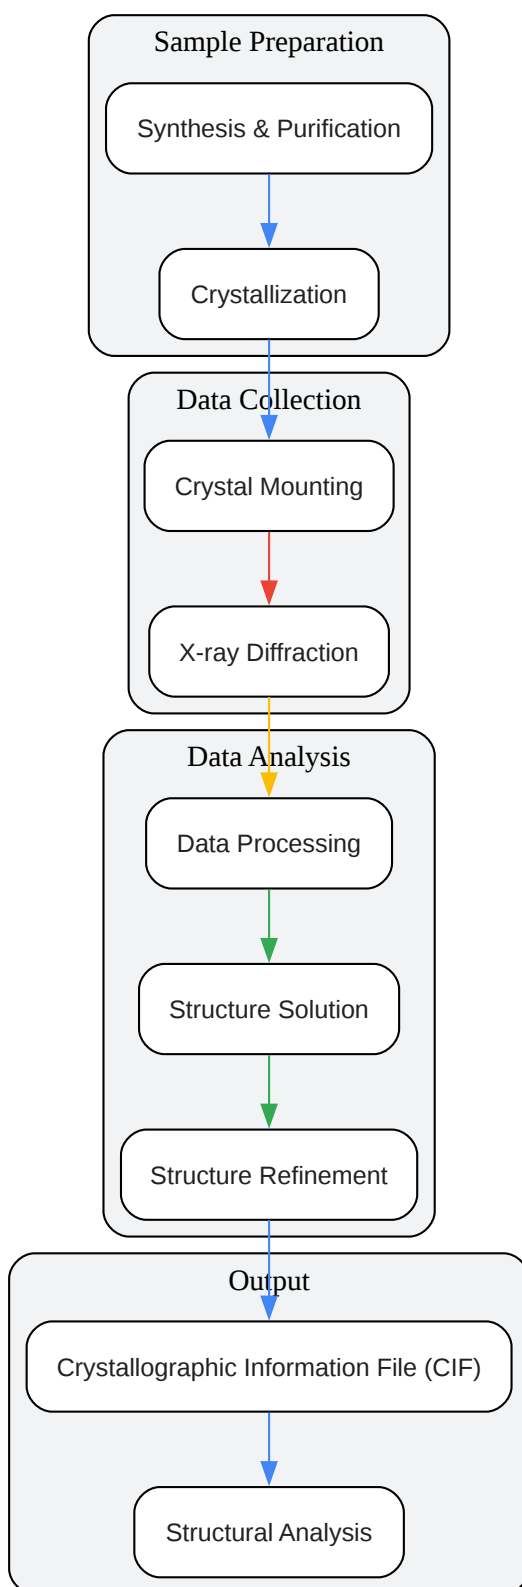 Sample Preparation
Synthesis & Purification
Crystallization
Data Collection
Crystal Mounting
X-ray Diffraction
Data Analysis
Data Processing
Structure Solution
Structure Refinement
Output
Crystallographic Information File (CIF)
Structural Analysis